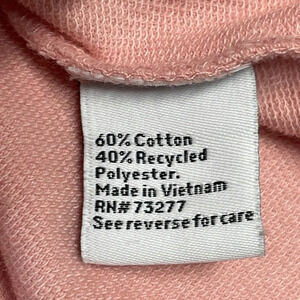 60% Cotton
40% Recycled
Polyester.
Made in Vietnam
RN# 73277
See reverse for care